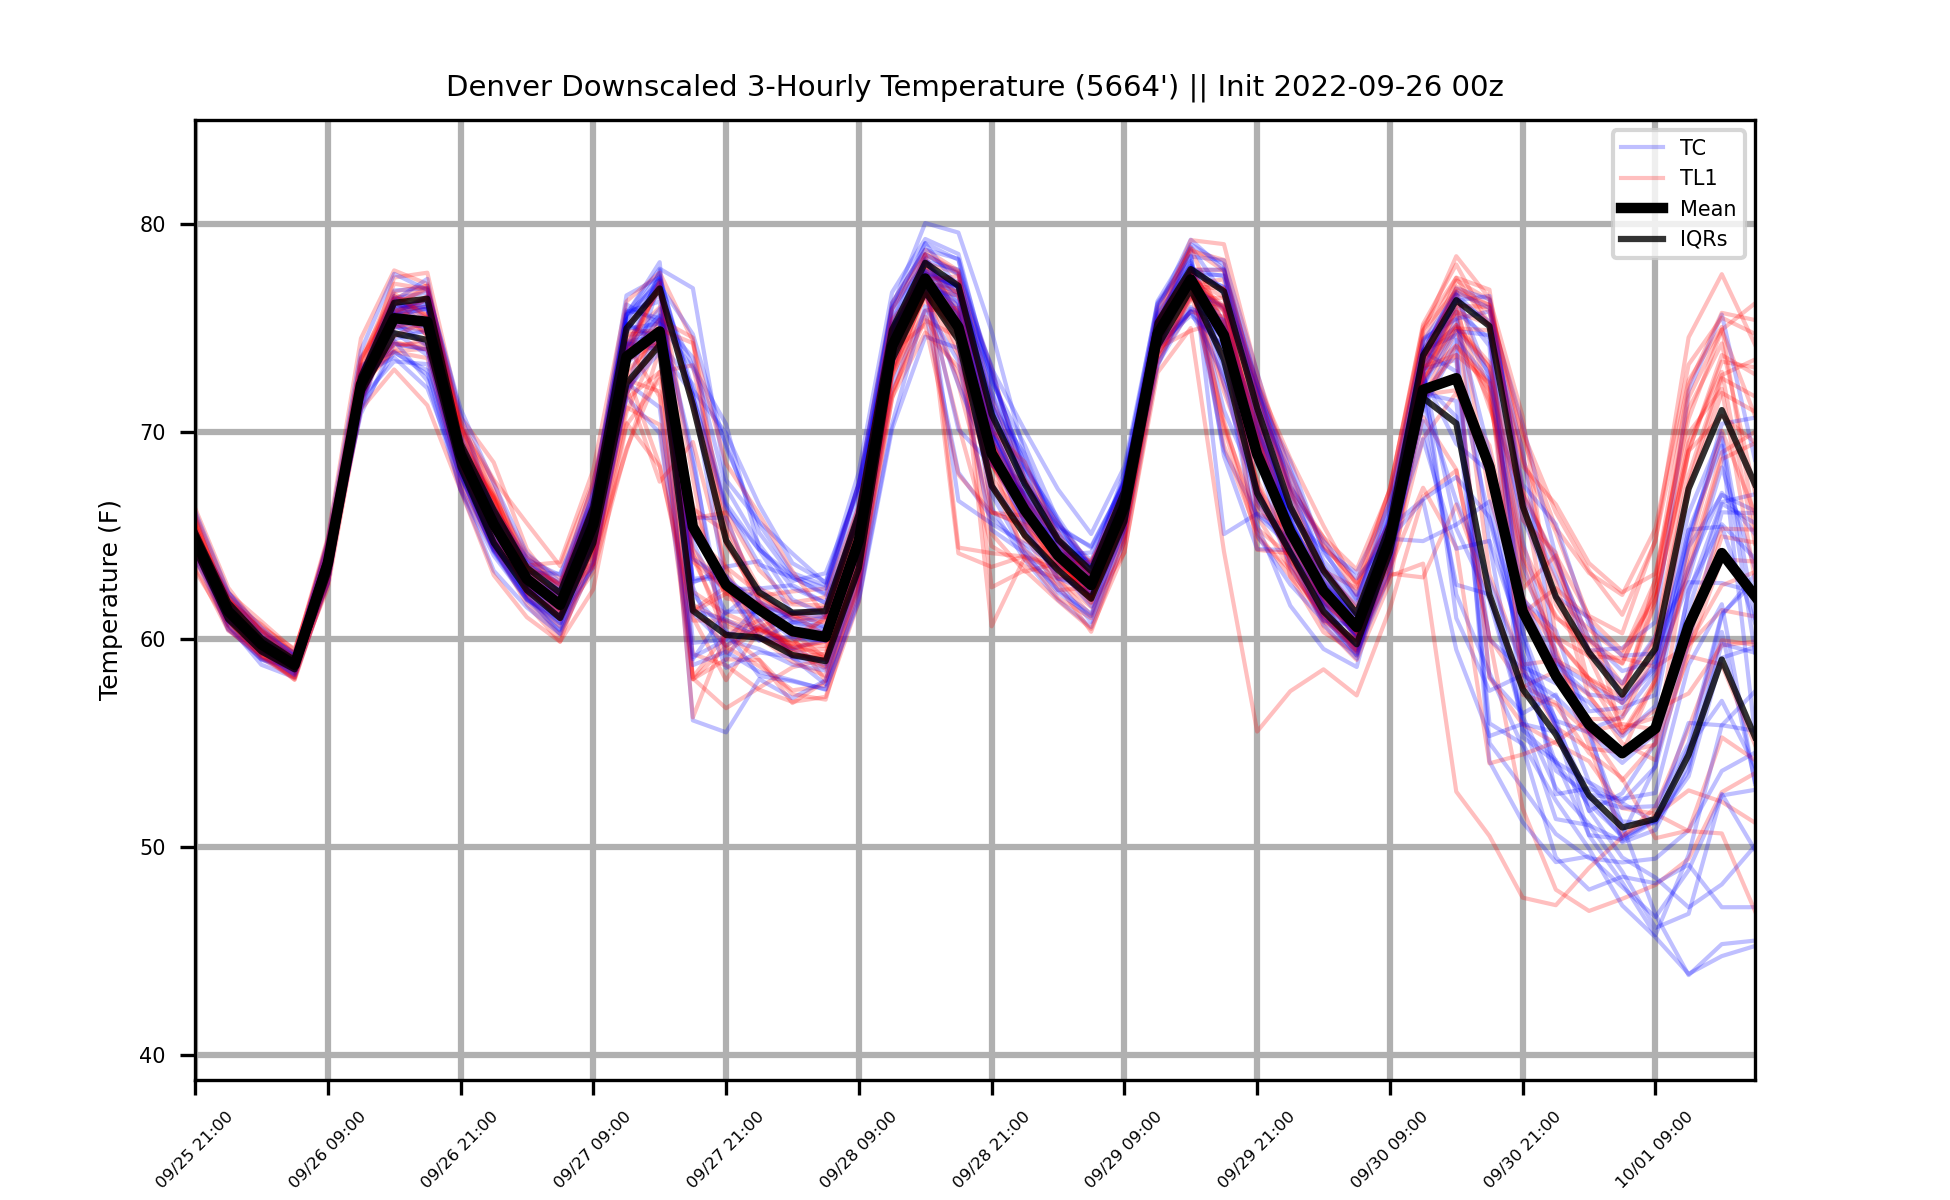 Denver Downscaled 3-Hourly Temperature (5664') || Init 2022-09-26 00z
TC
TL1
Mean
IQRs
Temperature (F)
80
70
60
50
40
09/25 21:00
09/26 09:00
09/26 21:00
09/27 09:00
09/27 21:00
09/28 09:00
09/28 21:00
09/29 09:00
09/29 21:00
09/30 09:00
09/30 21:00
10/01 09:00